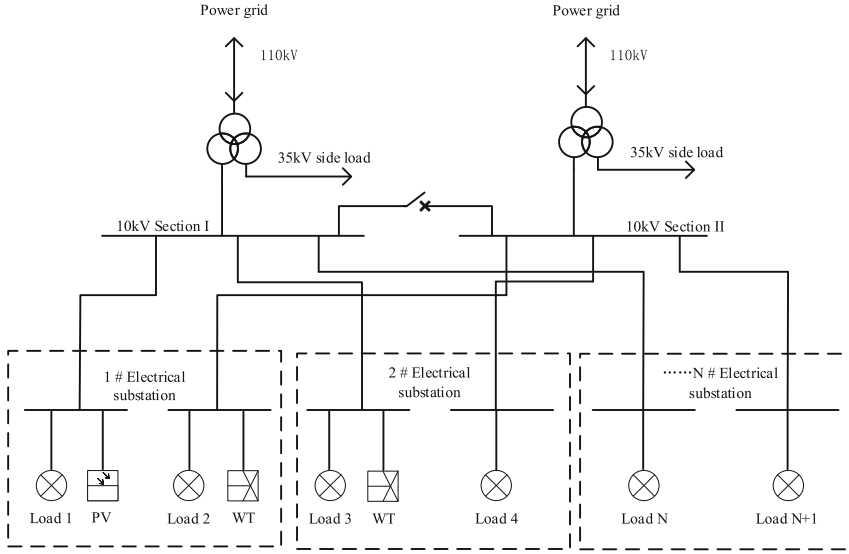 Power grid
Power grid
110kV
110kV
35kV side load
35kV side load
10kV Section I
10kV Section II
1 # Electrical
substation
2 # Electrical
substation
······N # Electrical
substation
Load 1
PV
Load 2
WT
Load 3
WT
Load 4
Load N
Load N+1